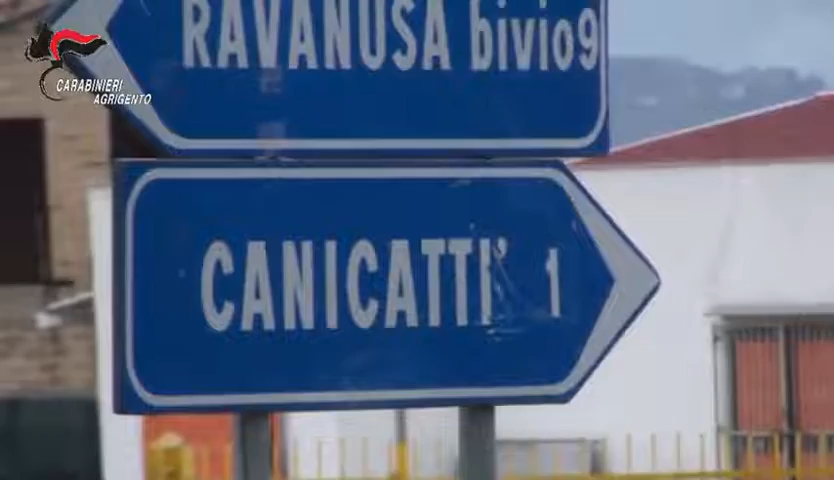 CARABINIERI
AGRIGENTO
RAVANUSA bivio 9
CANICATTI' 1